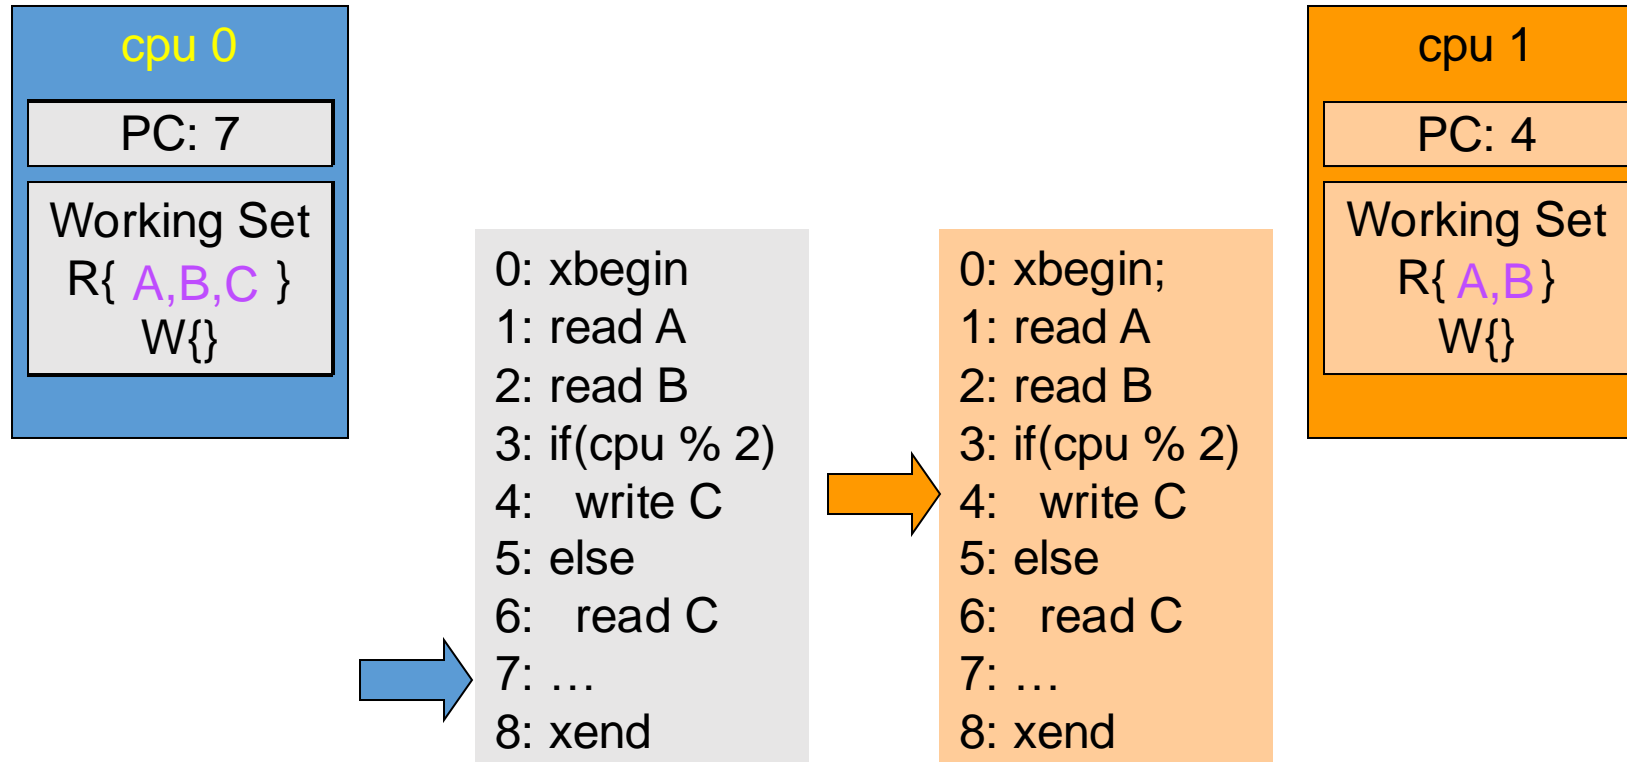 cpu 0
PC: 7
Working Set
R{ A,B,C }
W{}
0: xbegin
1: read A
2: read B
3: if(cpu % 2)
4: write C
5: else
6: read C
7: …
8: xend
0: xbegin;
1: read A
2: read B
3: if(cpu % 2)
4: write C
5: else
6: read C
7: …
8: xend
cpu 1
PC: 4
Working Set
R{ A,B }
W{}